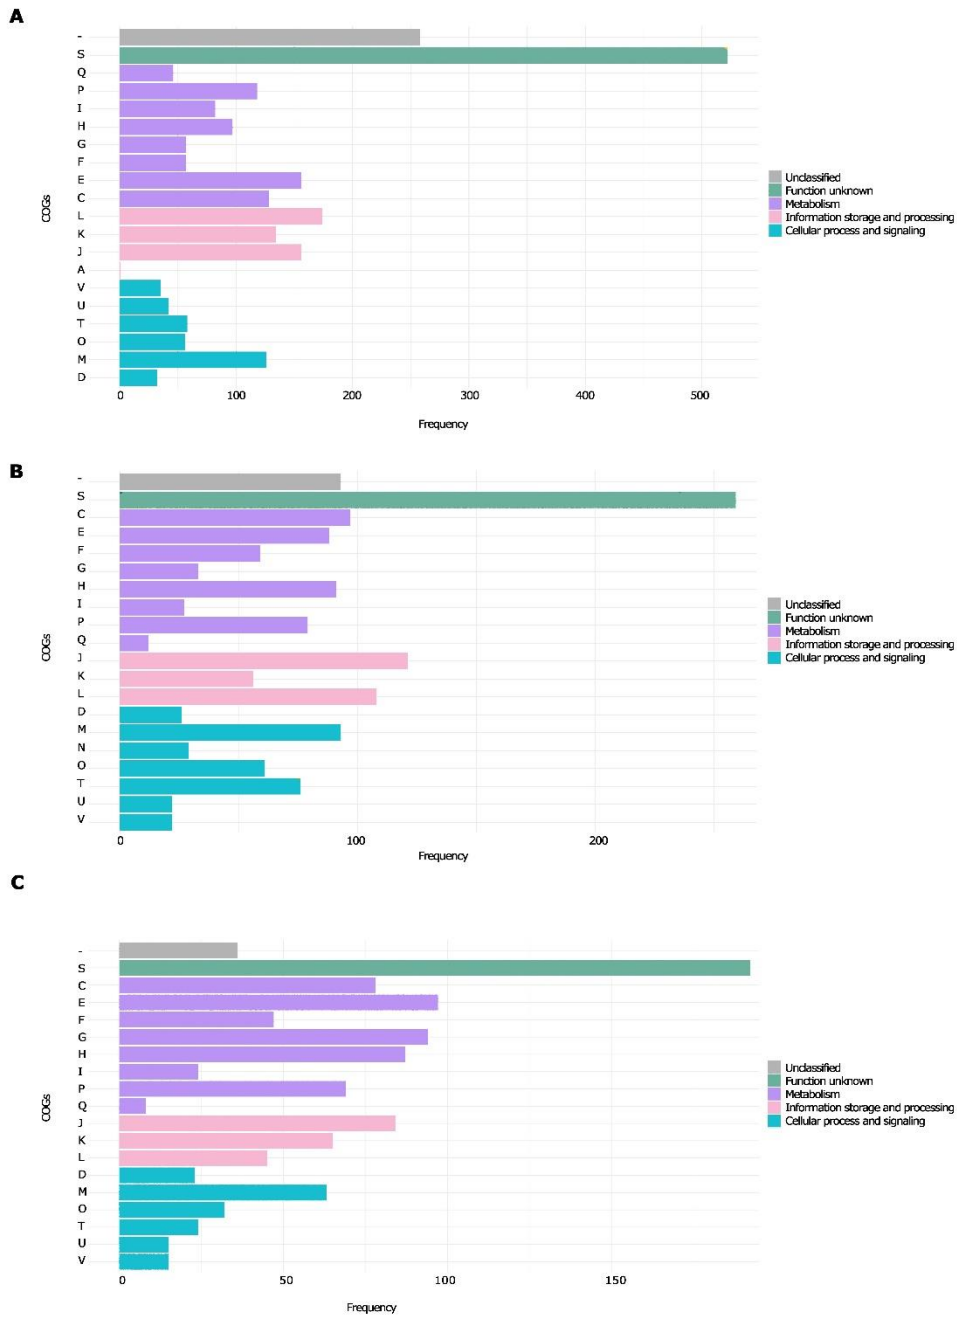 A
-
S
Q
P
I
H
G
F
E
C
L
K
J
A
V
U
T
O
M
D
COGs
0 100 200 300 400 500
Frequency
Unclassified
Function unknown
Metabolism
Information storage and processing
Cellular process and signaling
B
-
S
C
E
F
G
H
I
P
Q
J
K
L
D
M
N
O
T
U
V
COGs
0 100 200
Frequency
Unclassified
Function unknown
Metabolism
Information storage and processing
Cellular process and signaling
C
-
S
C
E
F
G
H
I
P
Q
J
K
L
D
M
O
T
U
V
COGs
0 50 100 150
Frequency
Unclassified
Function unknown
Metabolism
Information storage and processing
Cellular process and signaling